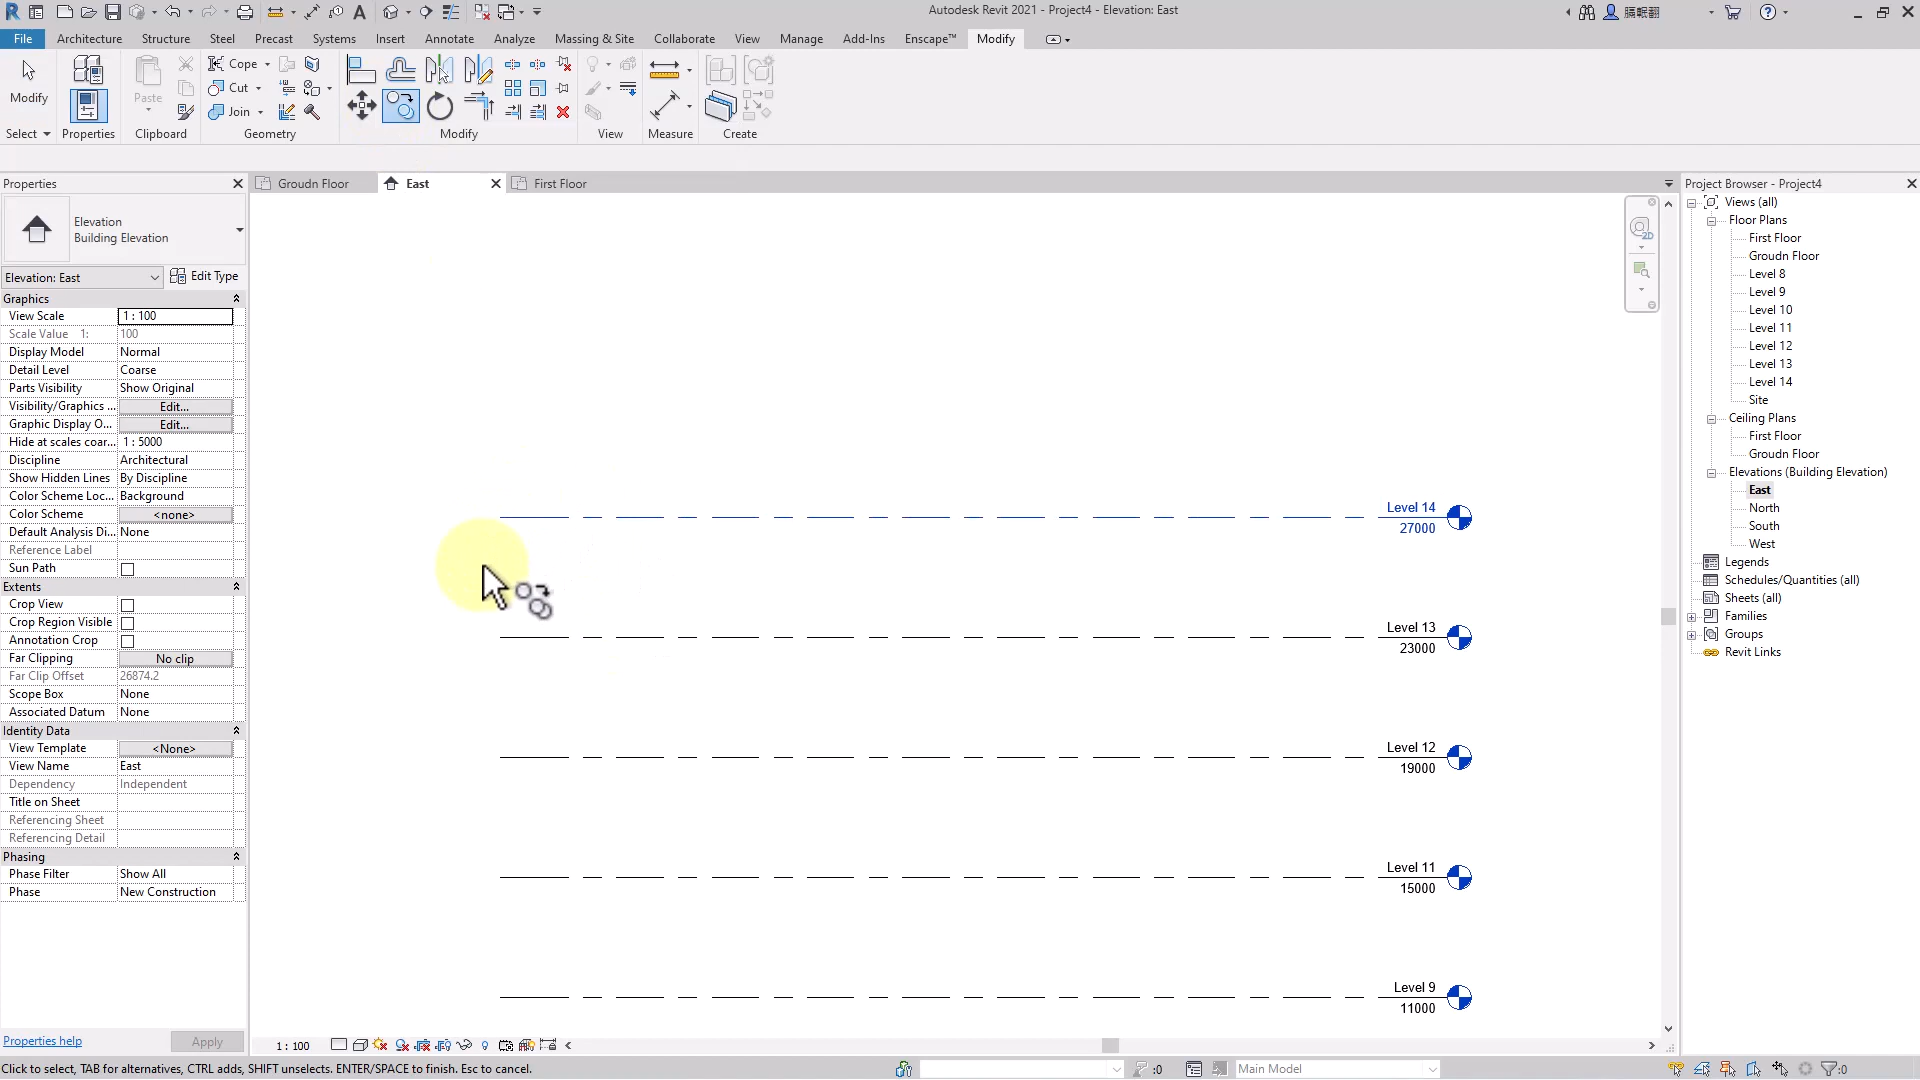 Autodesk Revit 2021 - Project4 - Elevation: East
File Architecture Structure Steel Precast Systems Insert Annotate Analyze Massing & Site Collaborate View Manage Add-Ins Enscape™ Modify
Modify
Paste
Cope
Cut
Join
Select Properties Clipboard Geometry Modify View Measure Create
Properties
Groudn Floor
East
First Floor
Project Browser - Project4
Elevation
Building Elevation
Elevation: East
Edit Type
Graphics
View Scale 1 : 100
Scale Value 1: 100
Display Model Normal
Detail Level Coarse
Parts Visibility Show Original
Visibility/Graphics ... Edit...
Graphic Display O... Edit...
Hide at scales coar... 1 : 5000
Discipline Architectural
Show Hidden Lines By Discipline
Color Scheme Loc... Background
Color Scheme <none>
Default Analysis Di... None
Reference Label
Sun Path
Extents
Crop View
Crop Region Visible
Annotation Crop
Far Clipping No clip
Far Clip Offset 26874.2
Scope Box None
Associated Datum None
Identity Data
View Template <None>
View Name East
Dependency Independent
Title on Sheet
Referencing Sheet
Referencing Detail
Phasing
Phase Filter Show All
Phase New Construction
Properties help
Apply
2D
Level 14
27000
Level 13
23000
Level 12
19000
Level 11
15000
Level 9
11000
Views (all)
Floor Plans
First Floor
Groudn Floor
Level 8
Level 9
Level 10
Level 11
Level 12
Level 13
Level 14
Site
Ceiling Plans
First Floor
Groudn Floor
Elevations (Building Elevation)
East
North
South
West
Legends
Schedules/Quantities (all)
Sheets (all)
Families
Groups
Revit Links
1 : 100
Click to select, TAB for alternatives, CTRL adds, SHIFT unselects. ENTER/SPACE to finish. Esc to cancel.
:0
Main Model
:0